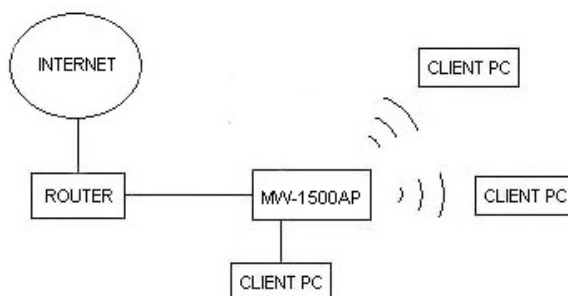 INTERNET
CLIENT PC
ROUTER
MW-1500AP
CLIENT PC
CLIENT PC